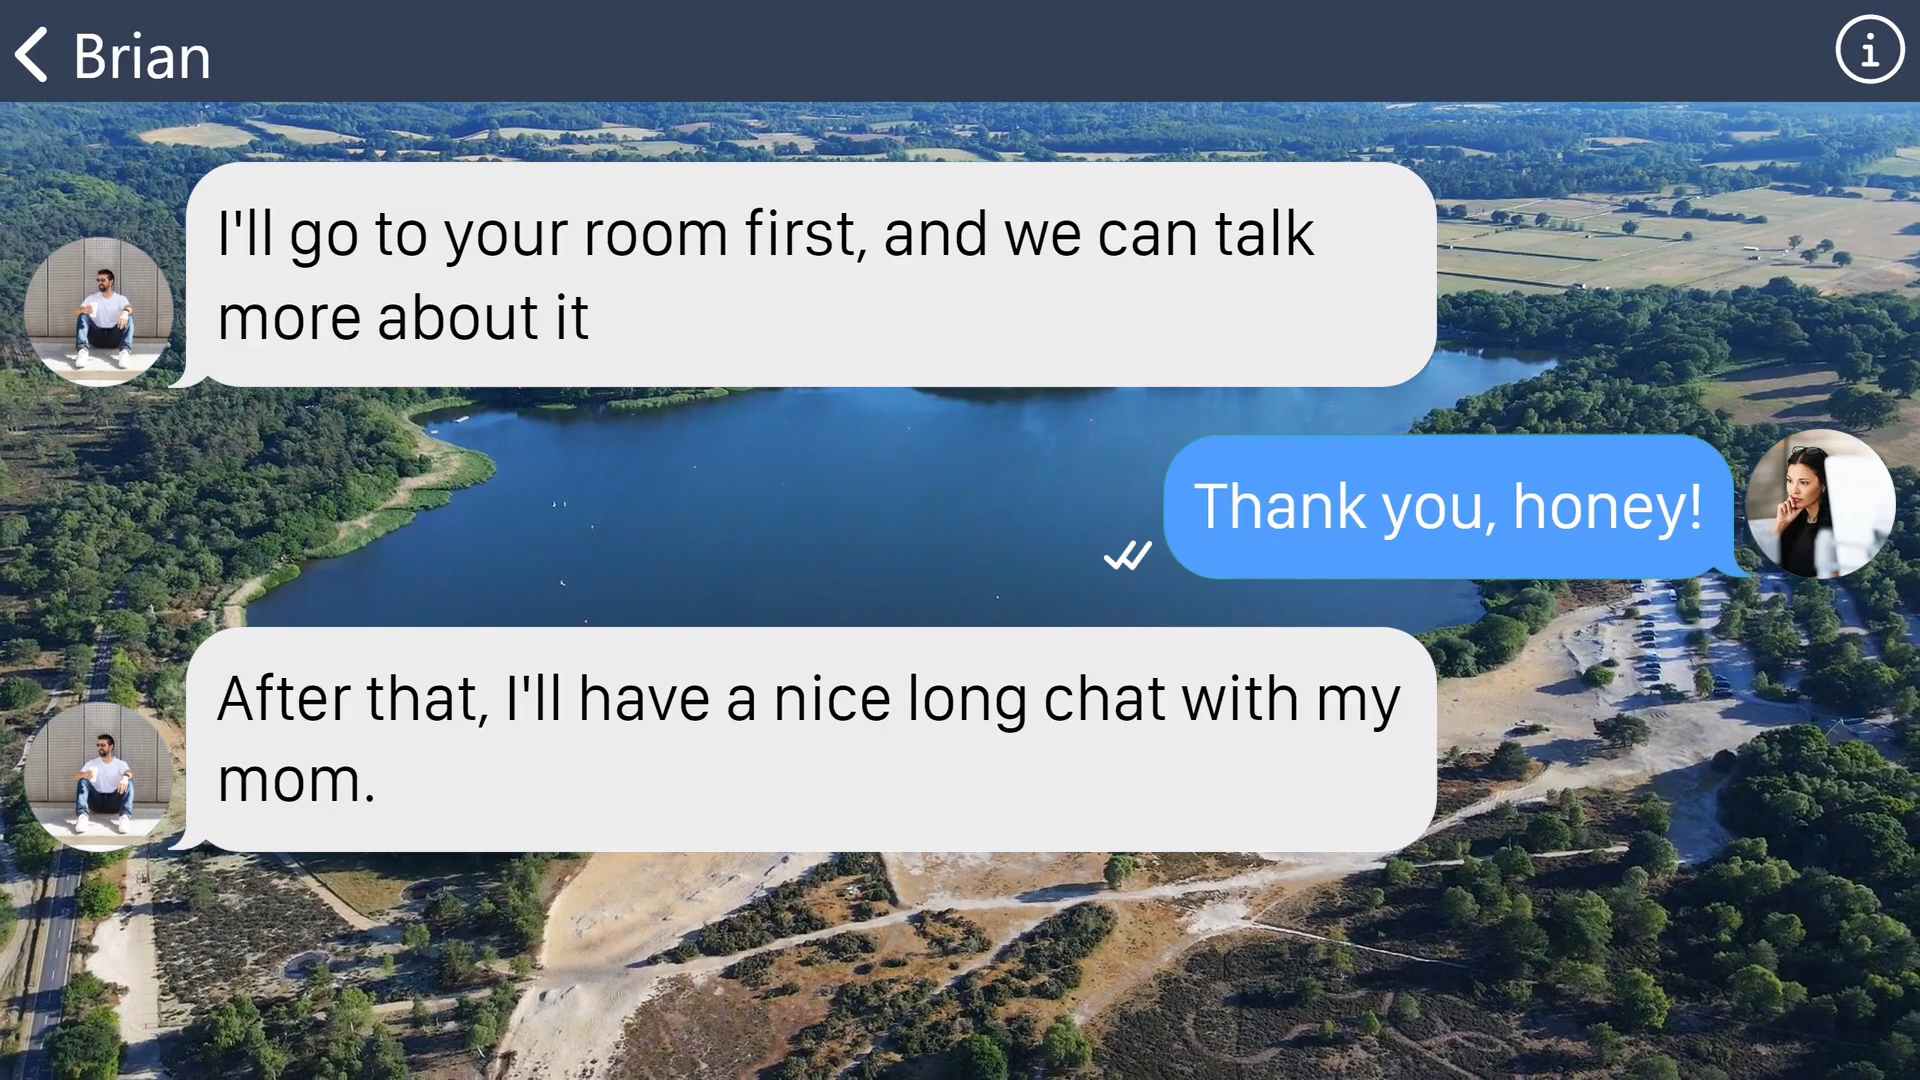 Brian
I'll go to your room first, and we can talk
more about it
Thank you, honey!
After that, I'll have a nice long chat with my
mom.